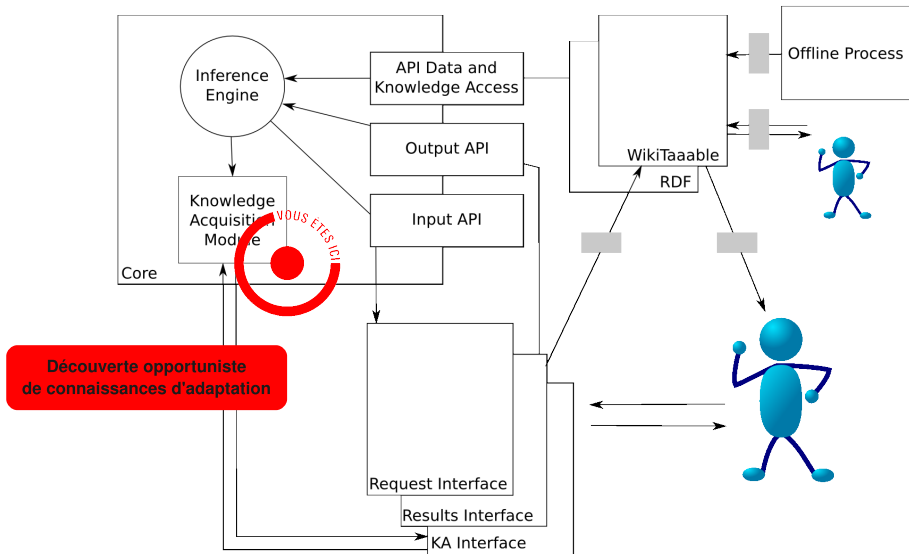 Inference
Engine
API Data and
Knowledge Access
Output API
Input API
Knowledge
Acquisition
Module
VOUS ETES ICI
Core
WikiTaaable
RDF
Offline Process
Découverte opportuniste
de connaissances d'adaptation
Request Interface
Results Interface
KA Interface